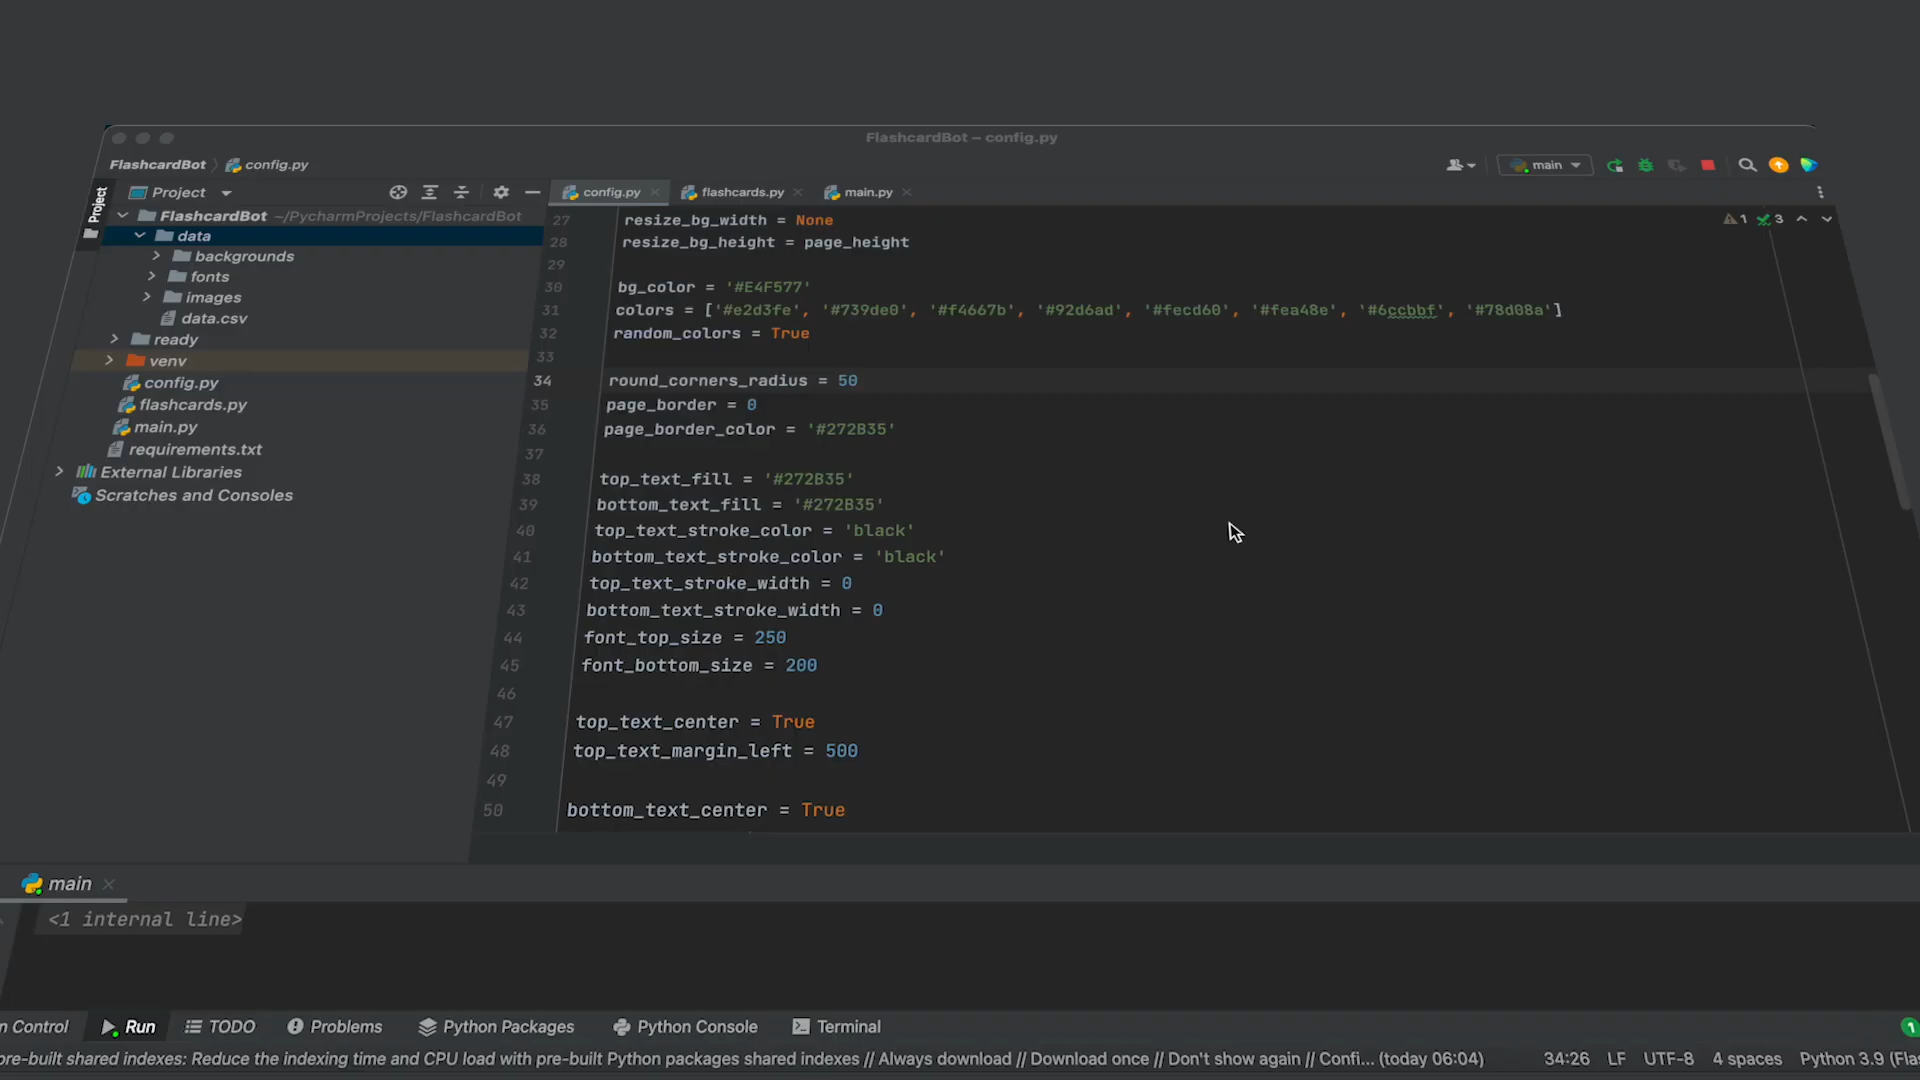 FlashcardBot – config.py
FlashcardBot
config.py
main
Project
Project
config.py
flashcards.py
main.py
FlashcardBot ~/PycharmProjects/FlashcardBot
data
backgrounds
fonts
images
data.csv
ready
venv
config.py
flashcards.py
main.py
requirements.txt
External Libraries
Scratches and Consoles
1 3
27 resize_bg_width = None
28 resize_bg_height = page_height
29
30 bg_color = '#E4F577'
31 colors = ['#e2d3fe', '#739de0', '#f4667b', '#92d6ad', '#fecd60', '#fea48e', '#6ccbbf', '#78d08a']
32 random_colors = True
33
34 round_corners_radius = 50
35 page_border = 0
36 page_border_color = '#272B35'
37
38 top_text_fill = '#272B35'
39 bottom_text_fill = '#272B35'
40 top_text_stroke_color = 'black'
41 bottom_text_stroke_color = 'black'
42 top_text_stroke_width = 0
43 bottom_text_stroke_width = 0
44 font_top_size = 250
45 font_bottom_size = 200
46
47 top_text_center = True
48 top_text_margin_left = 500
49
50 bottom_text_center = True
main
<1 internal line>
n Control
Run
TODO
Problems
Python Packages
Python Console
Terminal
1
pre-built shared indexes: Reduce the indexing time and CPU load with pre-built Python packages shared indexes // Always download // Download once // Don't show again // Confi... (today 06:04)
34:26 LF UTF-8 4 spaces Python 3.9 (Flas